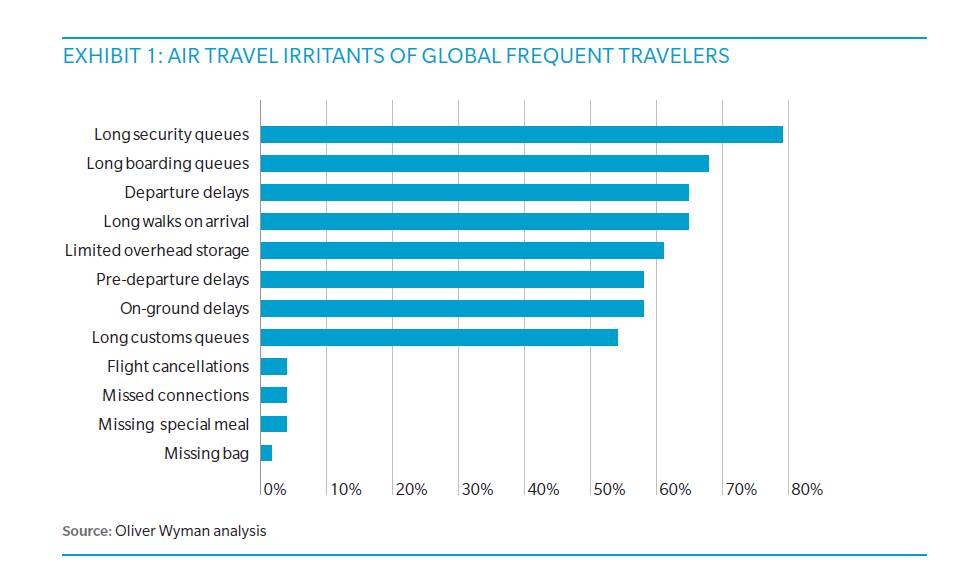 EXHIBIT 1: AIR TRAVEL IRRITANTS OF GLOBAL FREQUENT TRAVELERS
Long security queues
Long boarding queues
Departure delays
Long walks on arrival
Limited overhead storage
Pre-departure delays
On-ground delays
Long customs queues
Flight cancellations
Missed connections
Missing special meal
Missing bag
0% 10% 20% 30% 40% 50% 60% 70% 80%
Source: Oliver Wyman analysis